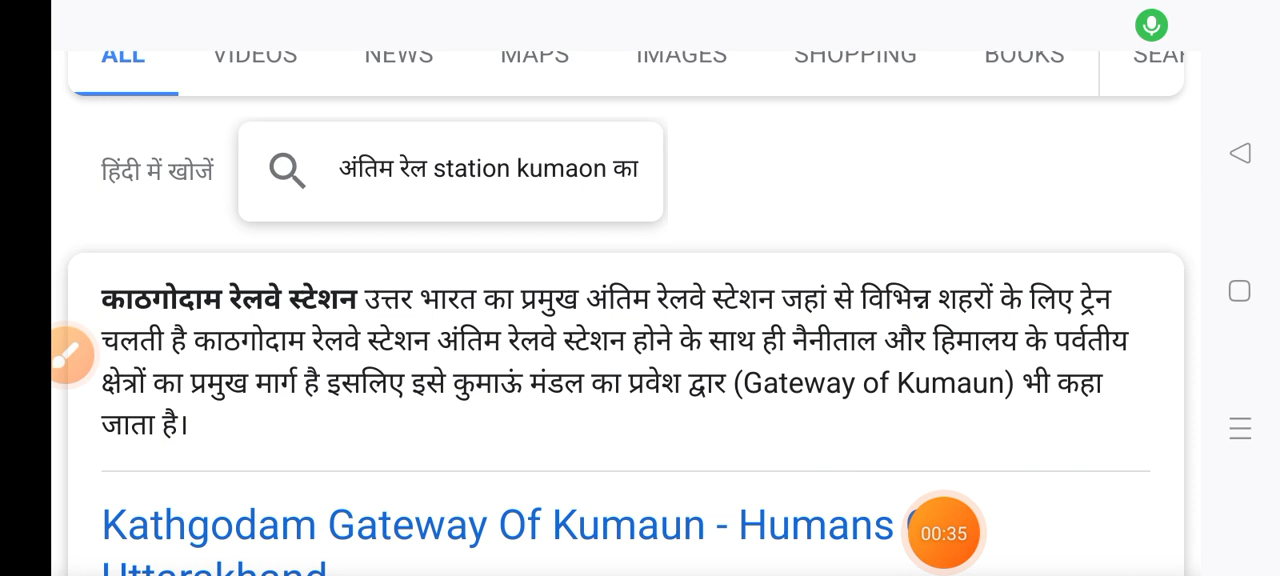 ALL VIDEOS NEWS MAPS IMAGES SHOPPING BOOKS
हिंदी में खोजें अंतिम रेल station kumaon का
काठगोदाम रेलवे स्टेशन उत्तर भारत का प्रमुख अंतिम रेलवे स्टेशन जहां से विभिन्न शहरों के लिए ट्रेन
चलती है काठगोदाम रेलवे स्टेशन अंतिम रेलवे स्टेशन होने के साथ ही नैनीताल और हिमालय के पर्वतीय
क्षेत्रों का प्रमुख मार्ग है इसलिए इसे कुमाऊं मंडल का प्रवेश द्वार (Gateway of Kumaun) भी कहा
जाता है।
Kathgodam Gateway Of Kumaun - Humans
00:35
Uttarakhand